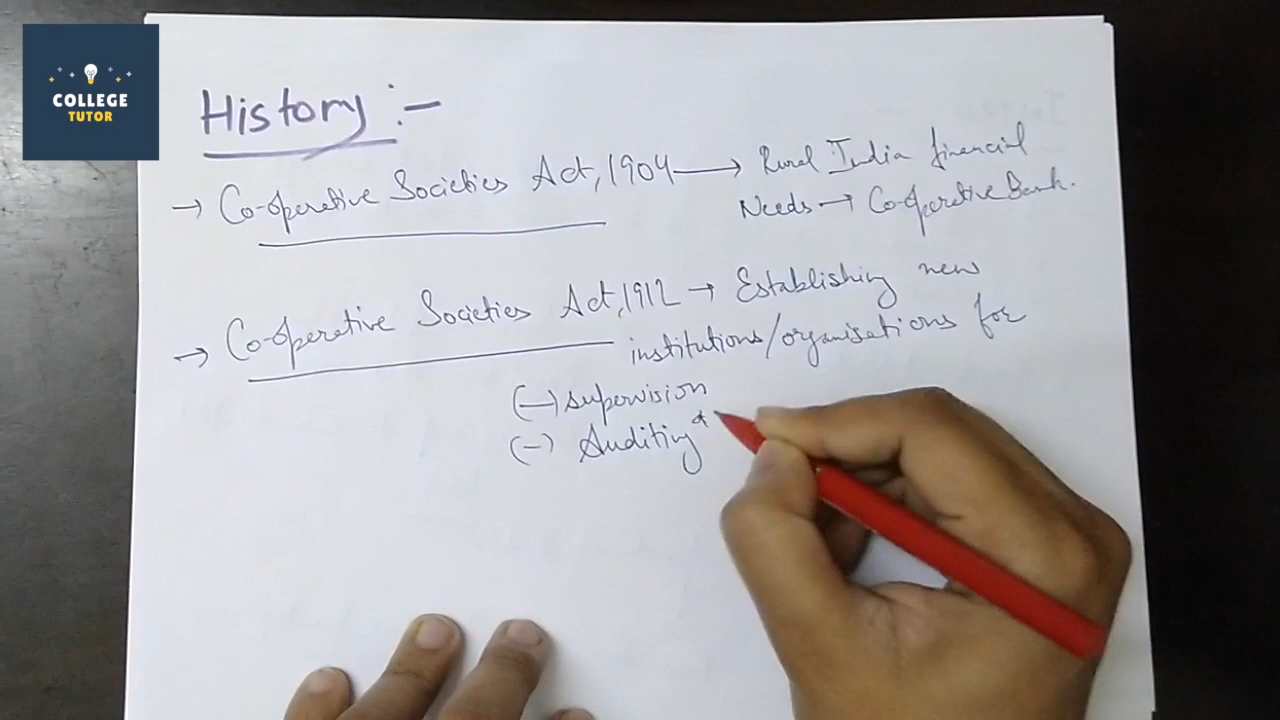 COLLEGE
TUTOR
History :-
→ Co-operative Societies Act, 1904 → Rural India financial
Needs → Co-operative Bank.
→ Co-operative Societies Act, 1912 → Establishing new
institutions/organisations for
(-) supervision
(-) Auditing &